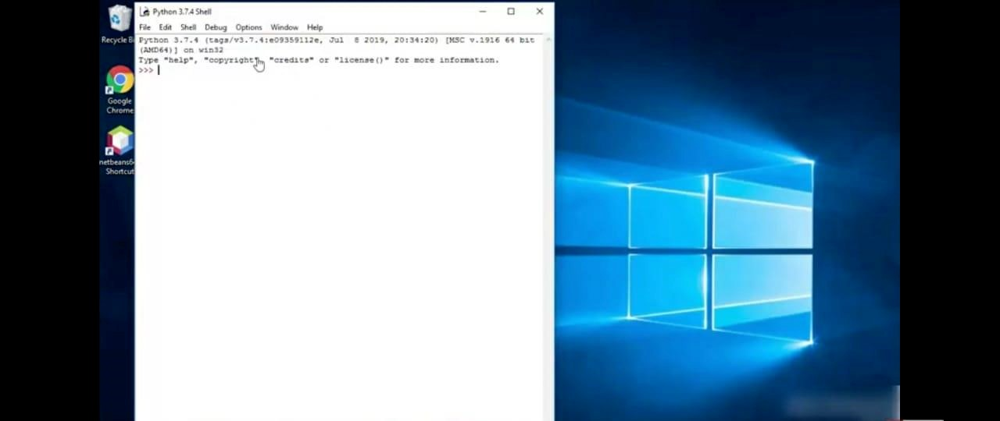 Python 3.7.4 Shell
File Edit Shell Debug Options Window Help
Python 3.7.4 (tags/v3.7.4:e09359112e, Jul  8 2019, 20:34:20) [MSC v.1916 64 bit
(AMD64)] on win32
Type "help", "copyright", "credits" or "license()" for more information.
>>>
Recycle B
Google
Chrome
netbeans6
Shortcut